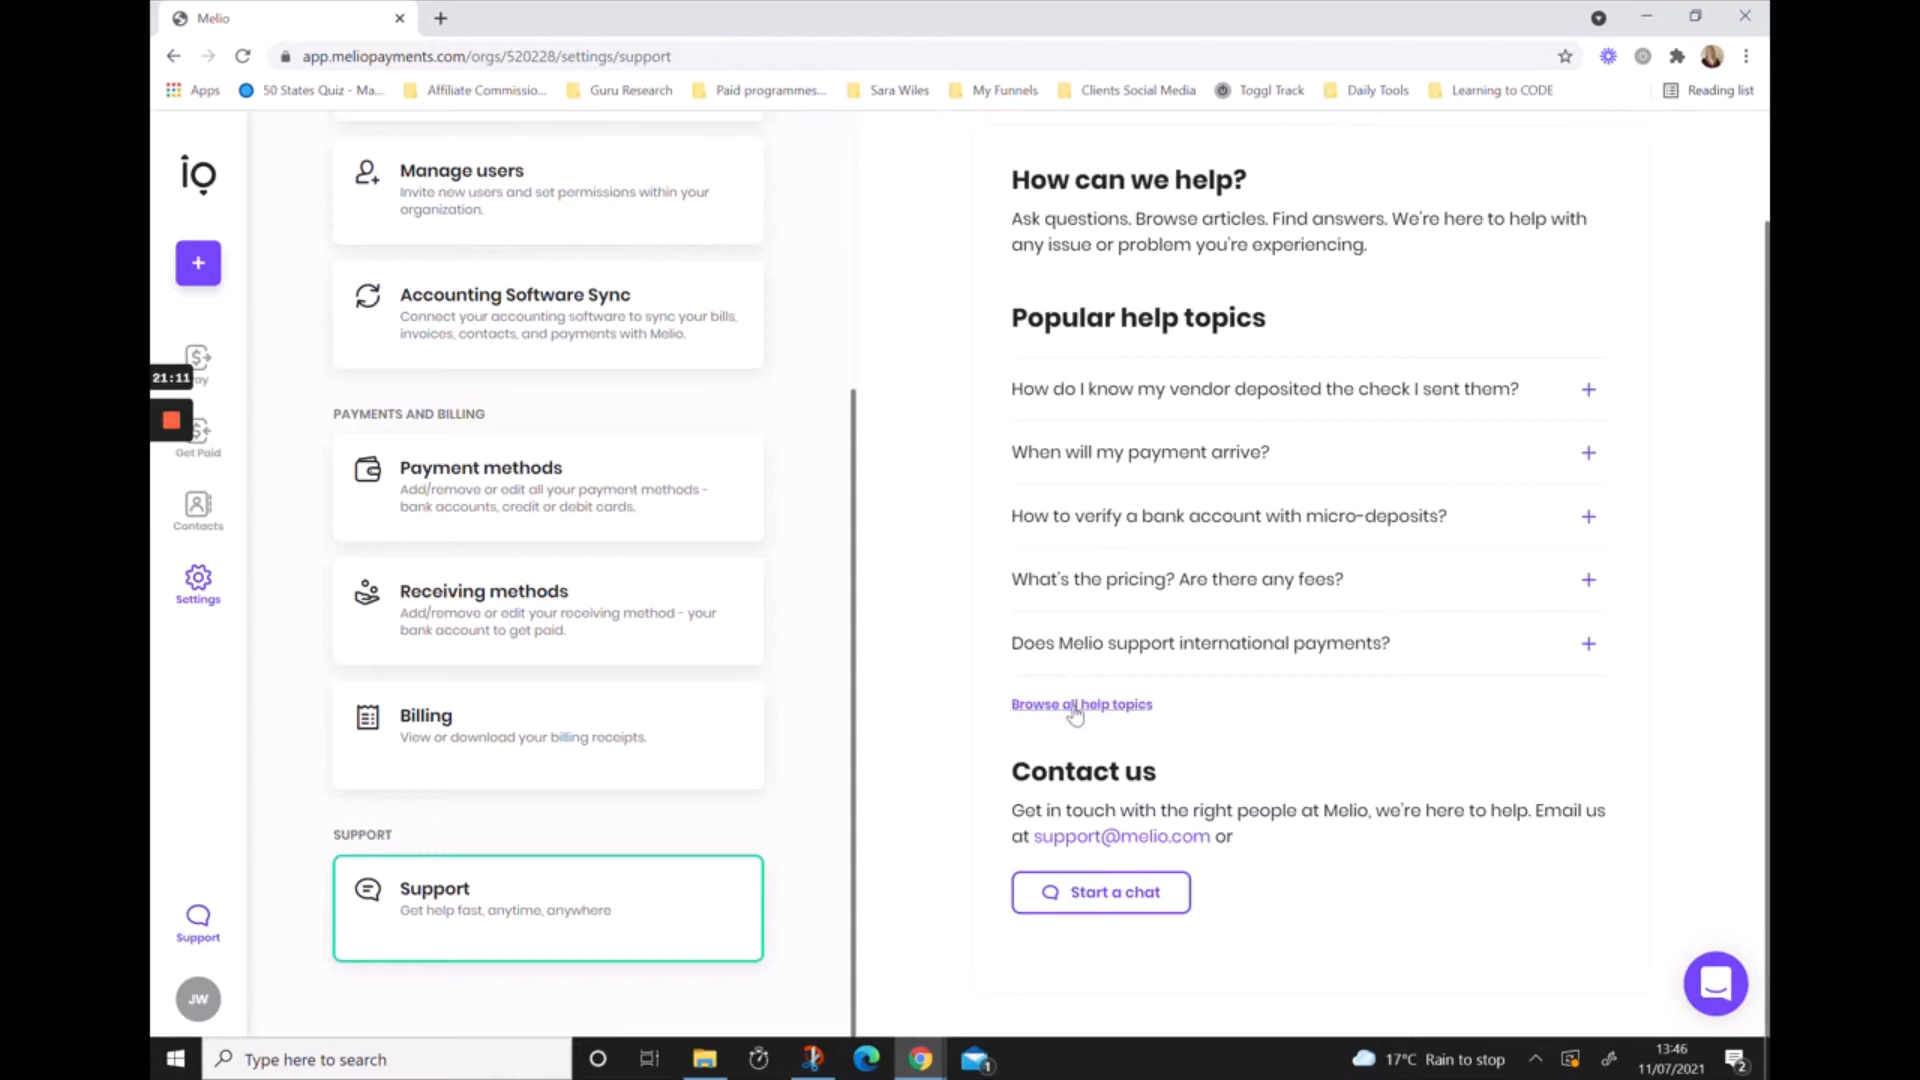 Melio
app.meliopayments.com/orgs/520228/settings/support
Apps
50 States Quiz - Ma...
Affiliate Commissio...
Guru Research
Paid programmes...
Sara Wiles
My Funnels
Clients Social Media
Toggl Track
Daily Tools
Learning to CODE
Reading list
io
+
21:11
ay
Get Paid
Contacts
Settings
Support
JW
Manage users
Invite new users and set permissions within your
organization.
Accounting Software Sync
Connect your accounting software to sync your bills,
invoices, contacts, and payments with Melio.
PAYMENTS AND BILLING
Payment methods
Add/remove or edit all your payment methods -
bank accounts, credit or debit cards.
Receiving methods
Add/remove or edit your receiving method - your
bank account to get paid.
Billing
View or download your billing receipts.
SUPPORT
Support
Get help fast, anytime, anywhere
How can we help?
Ask questions. Browse articles. Find answers. We're here to help with
any issue or problem you're experiencing.
Popular help topics
How do I know my vendor deposited the check I sent them?
When will my payment arrive?
How to verify a bank account with micro-deposits?
What's the pricing? Are there any fees?
Does Melio support international payments?
Browse all help topics
Contact us
Get in touch with the right people at Melio, we're here to help. Email us
at support@melio.com or
Start a chat
Type here to search
1
17°C Rain to stop
13:46
11/07/2021
2